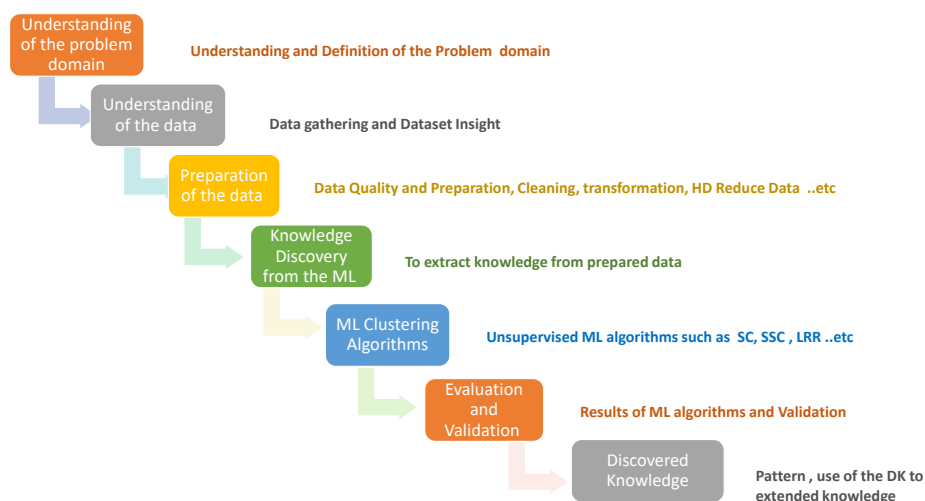 Understanding
of the problem
domain
Understanding and Definition of the Problem domain
Understanding
of the data
Data gathering and Dataset Insight
Preparation
of the data
Data Quality and Preparation, Cleaning, transformation, HD Reduce Data ..etc
Knowledge
Discovery
from the ML
To extract knowledge from prepared data
ML Clustering
Algorithms
Unsupervised ML algorithms such as SC, SSC , LRR ..etc
Evaluation
and
Validation
Results of ML algorithms and Validation
Discovered
Knowledge
Pattern , use of the DK to
extended knowledge